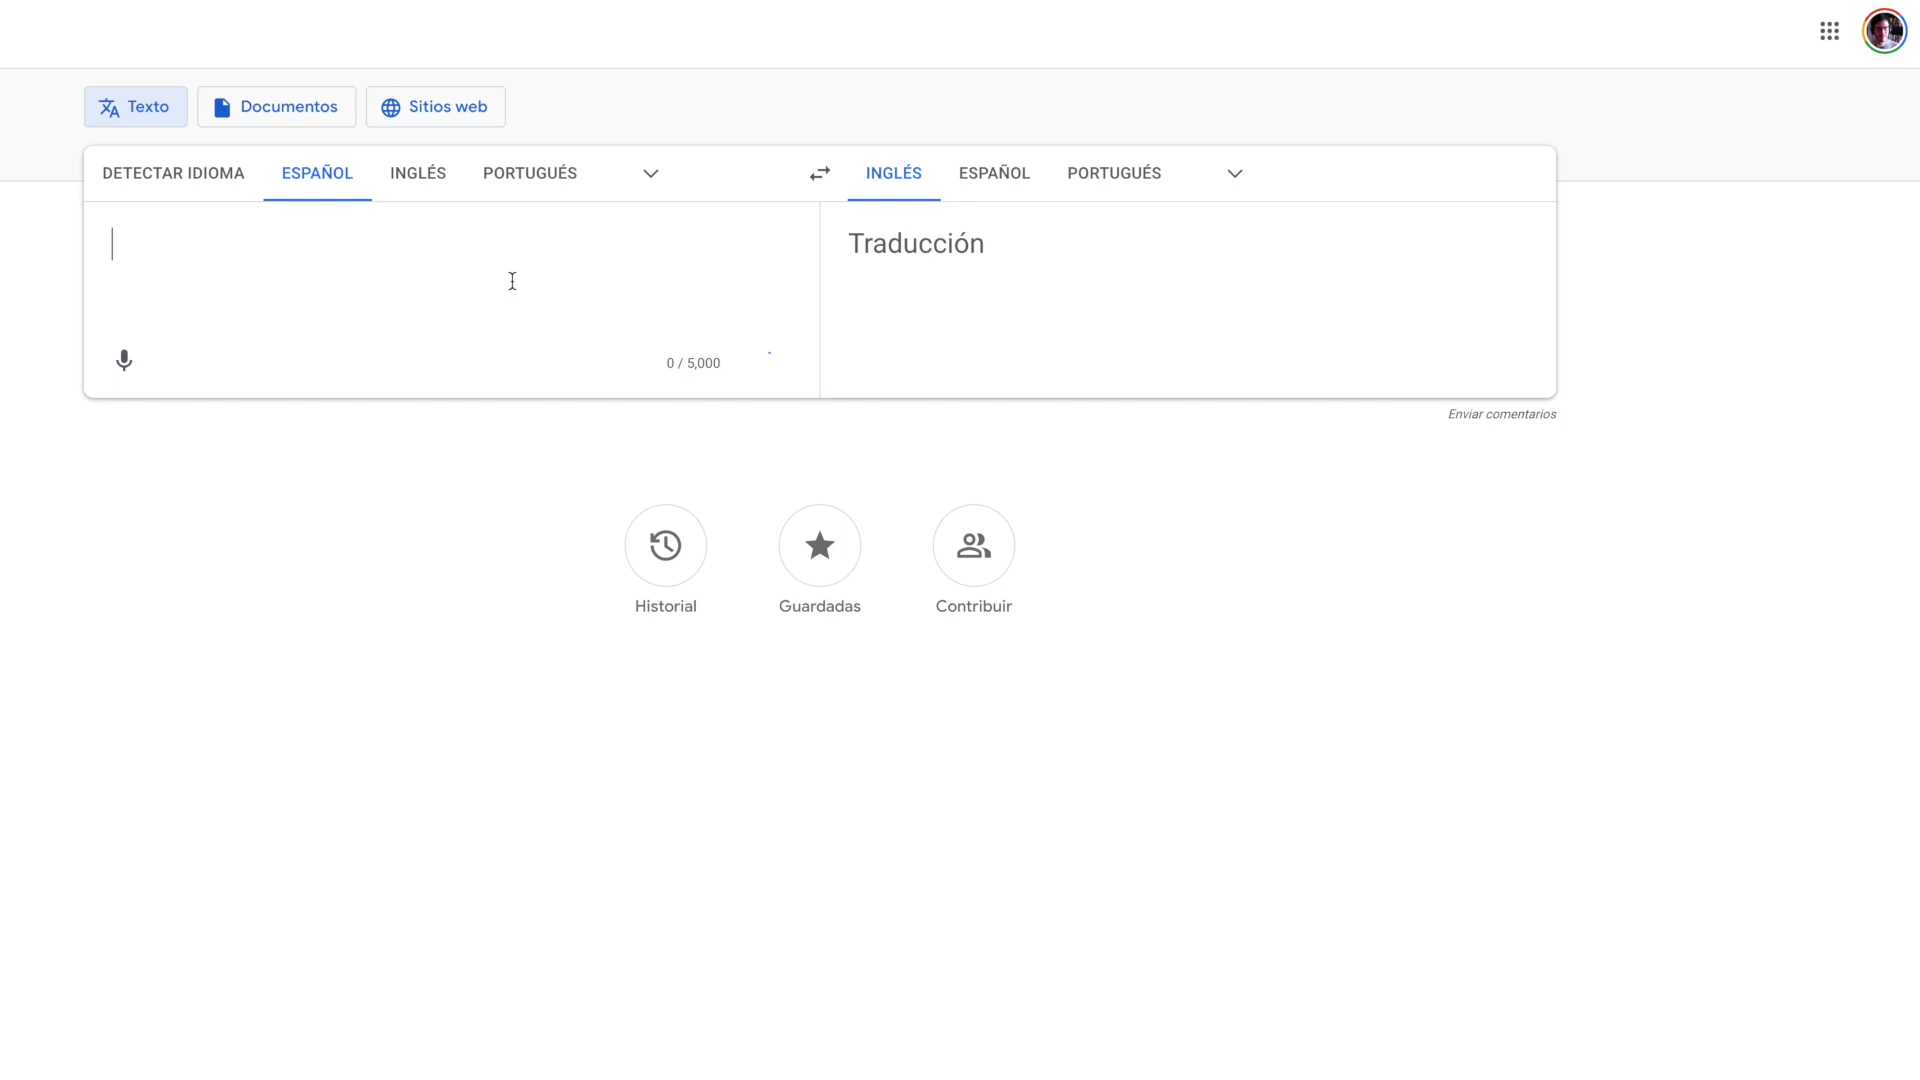 Texto
Documentos
Sitios web
DETECTAR IDIOMA
ESPAÑOL
INGLÉS
PORTUGUÉS
INGLÉS
ESPAÑOL
PORTUGUÉS
Traducción
0 / 5,000
Enviar comentarios
Historial
Guardadas
Contribuir